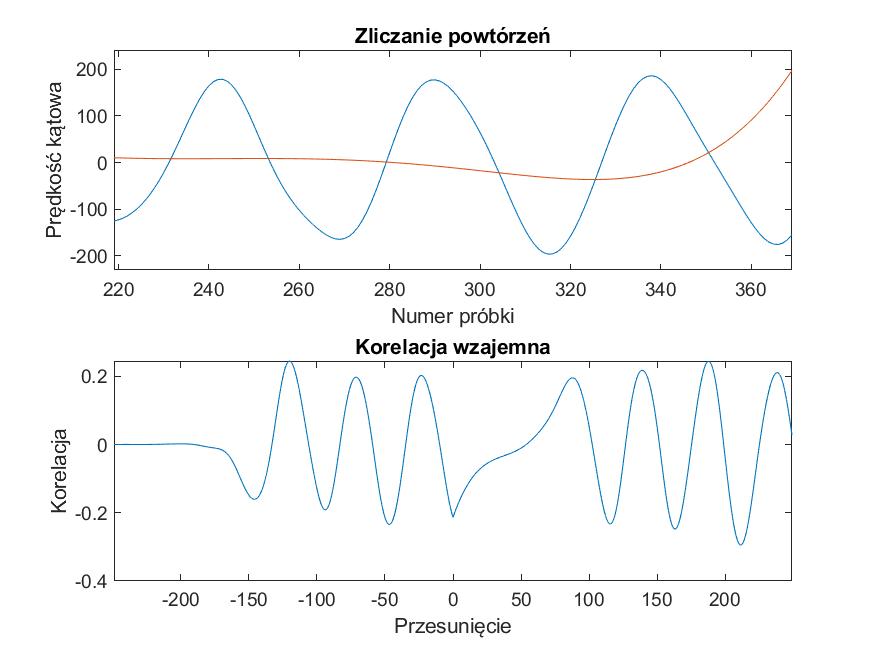 Zliczanie powtórzeń
Prędkość kątowa
200
100
0
-100
-200
220 240 260 280 300 320 340 360
Numer próbki
Korelacja wzajemna
Korelacja
0.2
0
-0.2
-0.4
-200 -150 -100 -50 0 50 100 150 200
Przesunięcie